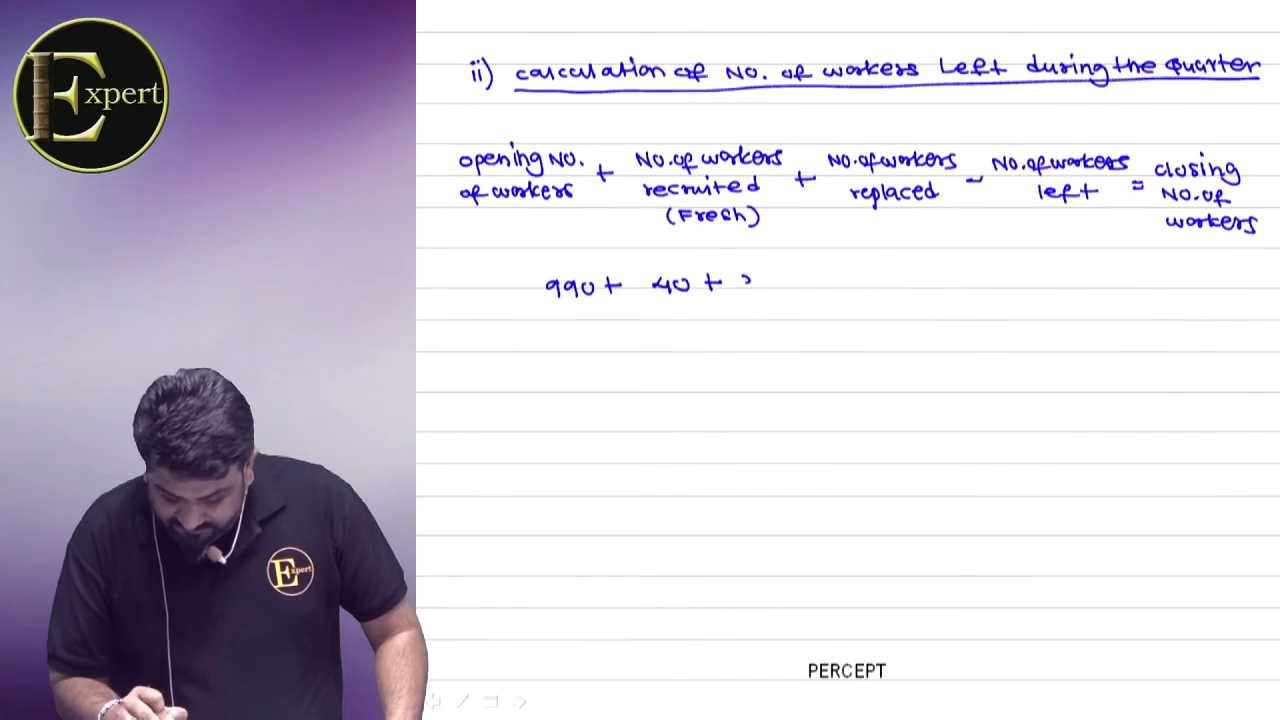 Expert
ii) calculation of No. of workers Left during the Quarter
opening No. + No. of workers + No. of workers - No. of workers = closing
of workers recruited replaced left No. of
(Fresh) workers
990 + 40 +
Expert
PERCEPT